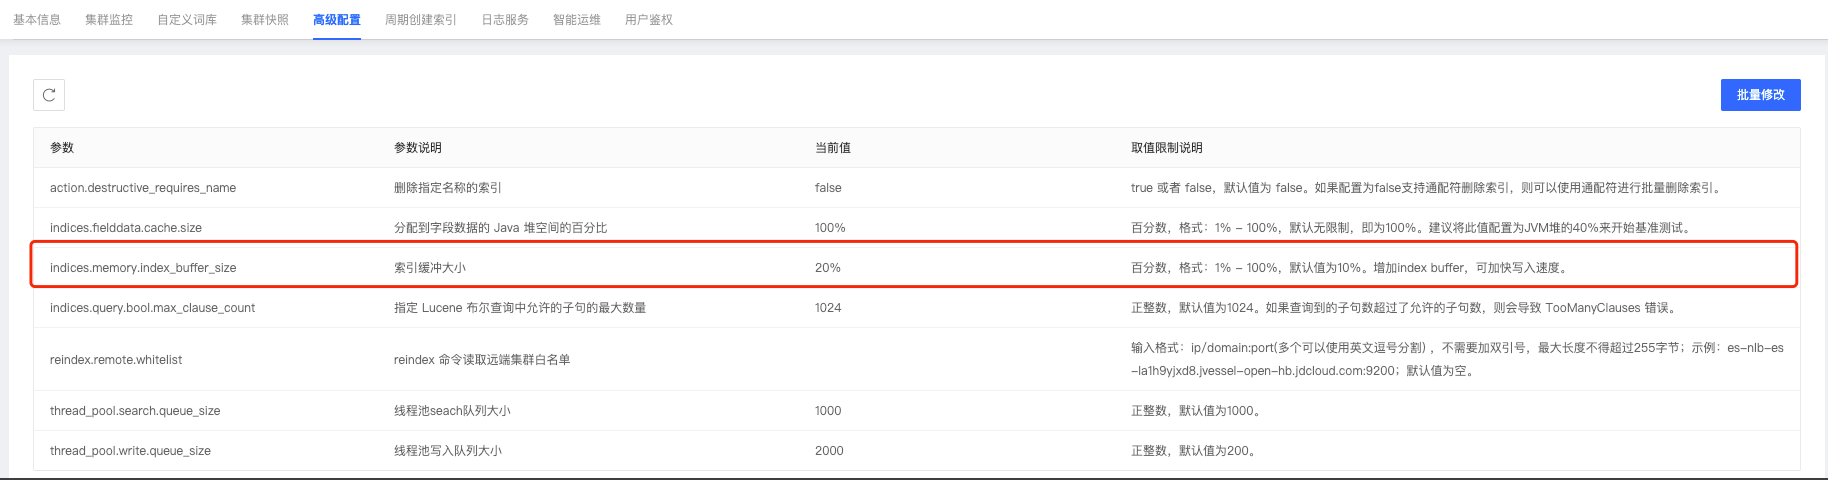 基本信息 集群监控 自定义词库 集群快照 高级配置 周期创建索引 日志服务 智能运维 用户鉴权
批量修改
参数 参数说明 当前值 取值限制说明
action.destructive_requires_name 删除指定名称的索引 false true 或者 false，默认值为 false。如果配置为false支持通配符删除索引，则可以使用通配符进行批量删除索引。
indices.fielddata.cache.size 分配到字段数据的 Java 堆空间的百分比 100% 百分数，格式：1% - 100%，默认无限制，即为100%。建议将此值配置为JVM堆的40%来开始基准测试。
indices.memory.index_buffer_size 索引缓冲大小 20% 百分数，格式：1% - 100%，默认值为10%。增加index buffer，可加快写入速度。
indices.query.bool.max_clause_count 指定 Lucene 布尔查询中允许的子句的最大数量 1024 正整数，默认值为1024。如果查询到的子句数超过了允许的子句数，则会导致 TooManyClauses 错误。
reindex.remote.whitelist reindex 命令读取远端集群白名单 输入格式：ip/domain:port(多个可以使用英文逗号分割) ，不需要加双引号，最大长度不得超过255字节；示例：es-nlb-es
-la1h9yjxd8.jvessel-open-hb.jdcloud.com:9200；默认值为空。
thread_pool.search.queue_size 线程池seach队列大小 1000 正整数，默认值为1000。
thread_pool.write.queue_size 线程池写入队列大小 2000 正整数，默认值为200。